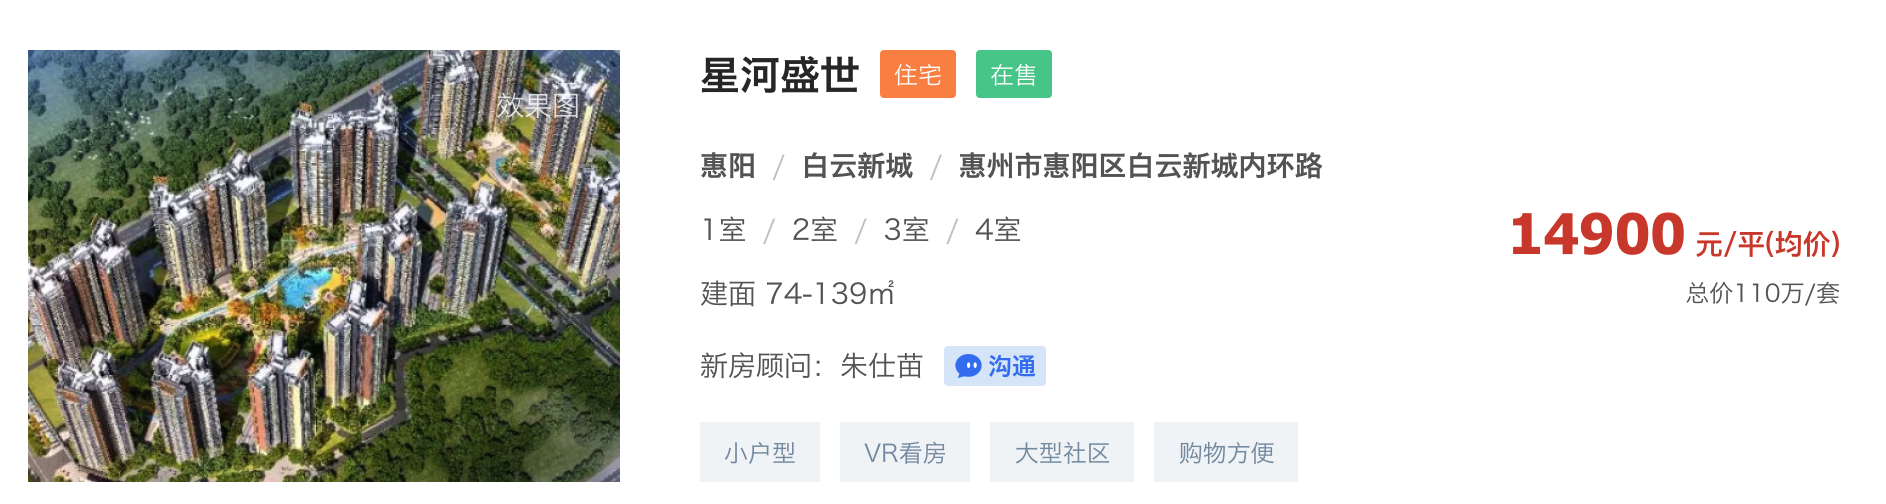 效果图
星河盛世 住宅 在售
惠阳 / 白云新城 / 惠州市惠阳区白云新城内环路
1室 / 2室 / 3室 / 4室
建面 74-139㎡
14900 元/平(均价)
总价110万/套
新房顾问：朱仕苗 沟通
小户型 VR看房 大型社区 购物方便